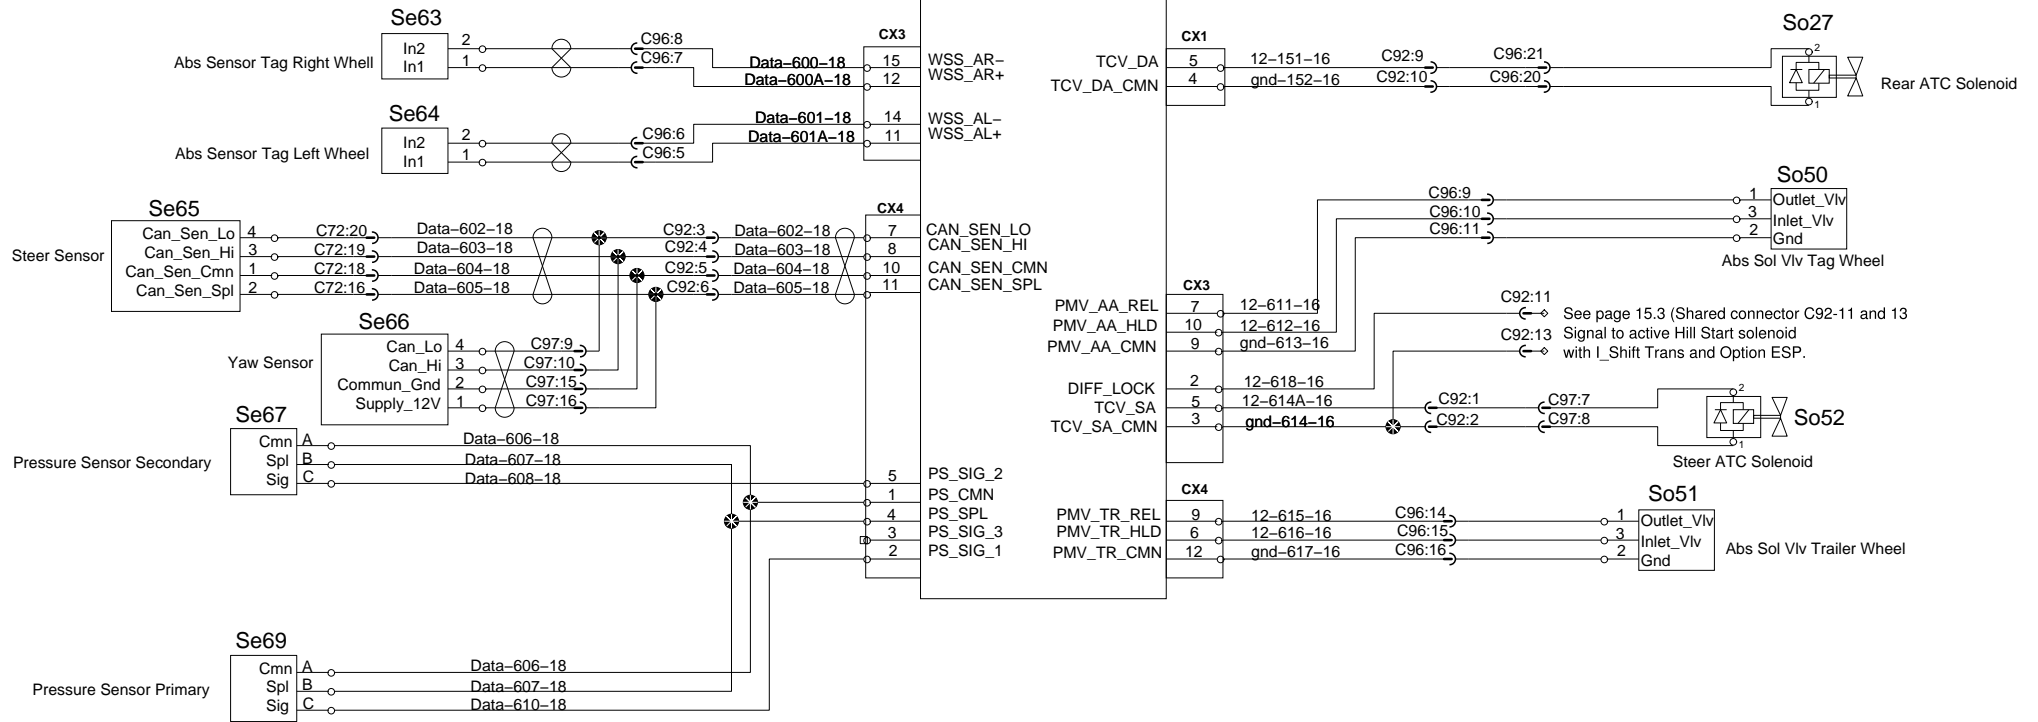 Se63
Abs Sensor Tag Right Whell
In2
In1
2
1
C96:8
C96:7
Data-600-18
Data-600A-18
CX3
15
12
WSS_AR-
WSS_AR+
Se64
Abs Sensor Tag Left Wheel
In2
In1
2
1
C96:6
C96:5
Data-601-18
Data-601A-18
14
11
WSS_AL-
WSS_AL+
Se65
Steer Sensor
Can_Sen_Lo
Can_Sen_Hi
Can_Sen_Cmn
Can_Sen_Spl
4
3
1
2
C72:20
C72:19
C72:18
C72:16
Data-602-18
Data-603-18
Data-604-18
Data-605-18
C92:3
C92:4
C92:5
C92:6
Data-602-18
Data-603-18
Data-604-18
Data-605-18
CX4
7
8
10
11
CAN_SEN_LO
CAN_SEN_HI
CAN_SEN_CMN
CAN_SEN_SPL
Se66
Yaw Sensor
Can_Lo
Can_Hi
Commun_Gnd
Supply_12V
4
3
2
1
C97:9
C97:10
C97:15
C97:16
Se67
Pressure Sensor Secondary
Cmn
Spl
Sig
A
B
C
Data-606-18
Data-607-18
Data-608-18
5
1
4
3
2
PS_SIG_2
PS_CMN
PS_SPL
PS_SIG_3
PS_SIG_1
Se69
Pressure Sensor Primary
Cmn
Spl
Sig
A
B
C
Data-606-18
Data-607-18
Data-610-18
CX1
TCV_DA
TCV_DA_CMN
5
4
12-151-16
gnd-152-16
C92:9
C92:10
C96:21
C96:20
So27
2
1
Rear ATC Solenoid
So50
C96:9
C96:10
C96:11
1
3
2
Outlet_Vlv
Inlet_Vlv
Gnd
Abs Sol Vlv Tag Wheel
CX3
PMV_AA_REL
PMV_AA_HLD
PMV_AA_CMN
7
10
9
12-611-16
12-612-16
gnd-613-16
C92:11
C92:13
See page 15.3 (Shared connector C92-11 and 13
Signal to active Hill Start solenoid
with I_Shift Trans and Option ESP.
DIFF_LOCK
TCV_SA
TCV_SA_CMN
2
5
3
12-618-16
12-614A-16
gnd-614-16
C92:1
C92:2
C97:7
C97:8
2
1
So52
Steer ATC Solenoid
CX4
PMV_TR_REL
PMV_TR_HLD
PMV_TR_CMN
9
6
12
12-615-16
12-616-16
gnd-617-16
C96:14
C96:15
C96:16
So51
1
3
2
Outlet_Vlv
Inlet_Vlv
Gnd
Abs Sol Vlv Trailer Wheel